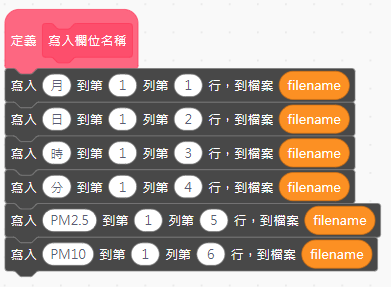 定義 寫入欄位名稱
寫入 月 到第 1 列第 1 行，到檔案 filename
寫入 日 到第 1 列第 2 行，到檔案 filename
寫入 時 到第 1 列第 3 行，到檔案 filename
寫入 分 到第 1 列第 4 行，到檔案 filename
寫入 PM2.5 到第 1 列第 5 行，到檔案 filename
寫入 PM10 到第 1 列第 6 行，到檔案 filename